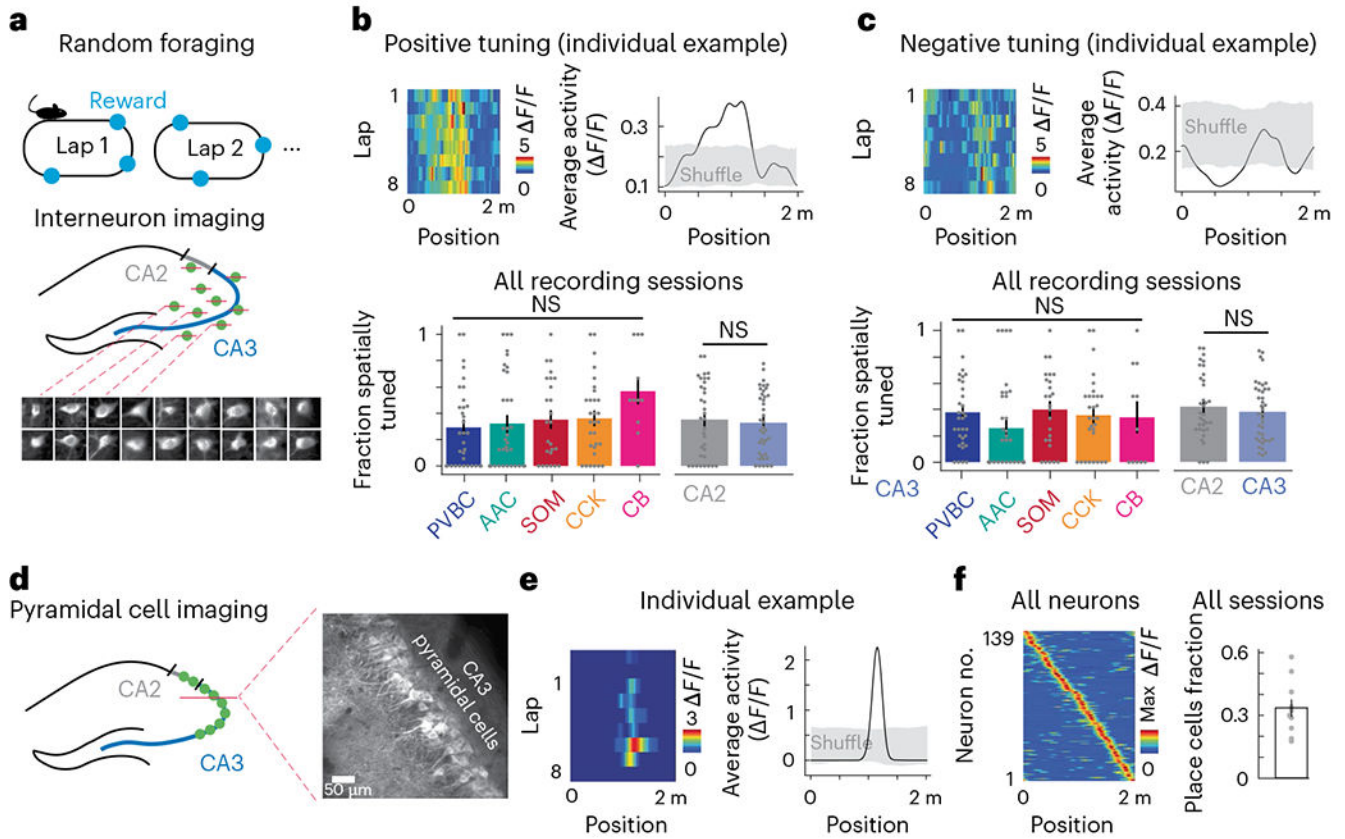 a
Random foraging
Reward
Lap 1
Lap 2
...
Interneuron imaging
CA2
CA3
b
Positive tuning (individual example)
Lap
1
8
0
2 m
Position
5
0
ΔF/F
Average activity
(ΔF/F)
0.3
0.1
Shuffle
0
2 m
Position
All recording sessions
NS
NS
Fraction spatially
tuned
1
0
PVBC
AAC
SOM
CCK
CB
CA2
CA3
c
Negative tuning (individual example)
Lap
1
8
0
2 m
Position
5
0
ΔF/F
Average
activity (ΔF/F)
0.4
0.2
Shuffle
0
2 m
Position
All recording sessions
NS
NS
Fraction spatially
tuned
1
0
PVBC
AAC
SOM
CCK
CB
CA2
CA3
d
Pyramidal cell imaging
CA2
CA3
CA3
pyramidal cells
50 µm
e
Individual example
Lap
1
8
0
2 m
Position
3
0
ΔF/F
Average activity
(ΔF/F)
2
1
0
Shuffle
0
2 m
Position
f
All neurons
Neuron no.
139
1
0
2 m
Position
Max
0
ΔF/F
All sessions
Place cells fraction
0.6
0.3
0